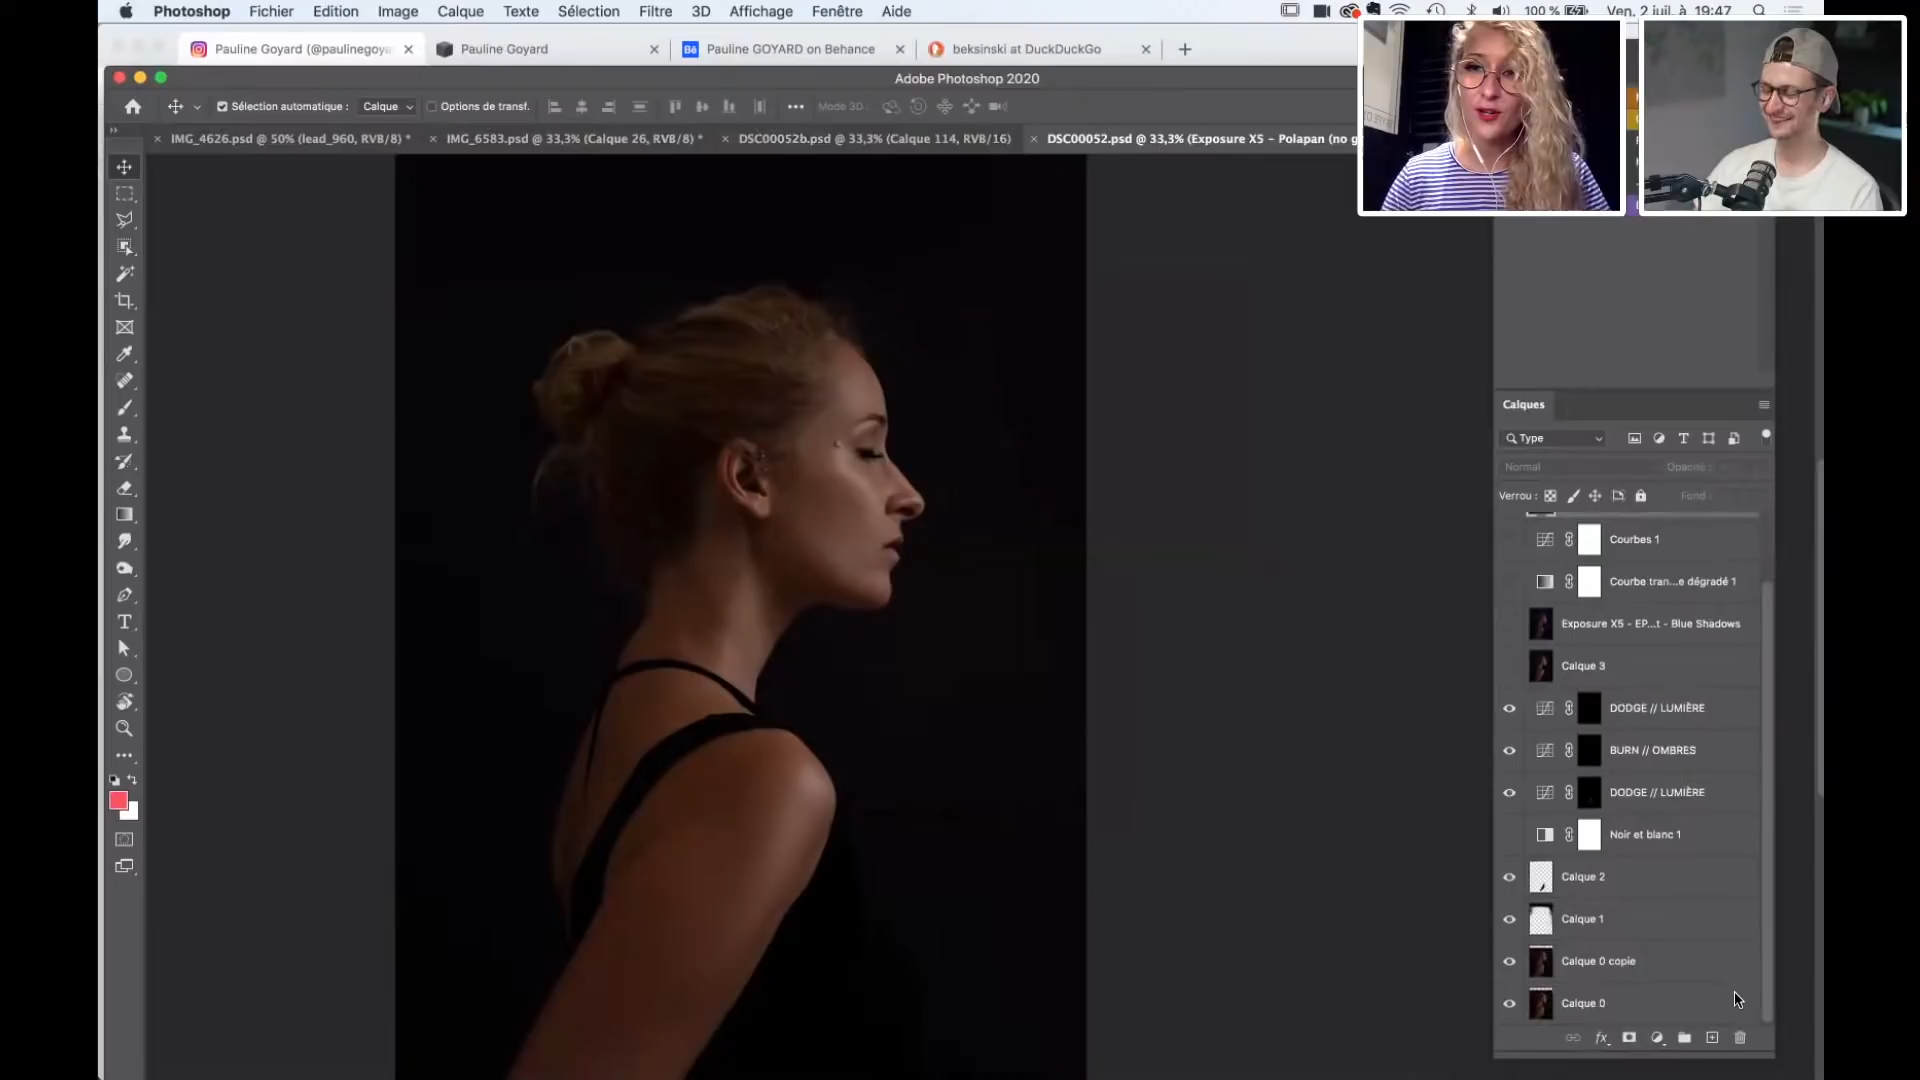 Photoshop Fichier Edition Image Calque Texte Sélection Filtre 3D Affichage Fenêtre Aide
100 % Ven. 2 juil. à 19:47
Pauline Goyard (@paulinegoya
Pauline Goyard
Bē Pauline GOYARD on Behance
beksinski at DuckDuckGo
Adobe Photoshop 2020
Sélection automatique : Calque Options de transf. Mode 3D :
IMG_4626.psd @ 50% (lead_960, RVB/8) *
IMG_6583.psd @ 33,3% (Calque 26, RVB/8) *
DSC00052b.psd @ 33,3% (Calque 114, RVB/16)
DSC00052.psd @ 33,3% (Exposure X5 - Polapan (no g
Calques
Type
Normal Opacité :
Verrou : Fond :
Courbes 1
Courbe tran...e dégradé 1
Exposure X5 - EP...t - Blue Shadows
Calque 3
DODGE // LUMIÈRE
BURN // OMBRES
DODGE // LUMIÈRE
Noir et blanc 1
Calque 2
Calque 1
Calque 0 copie
Calque 0
fx